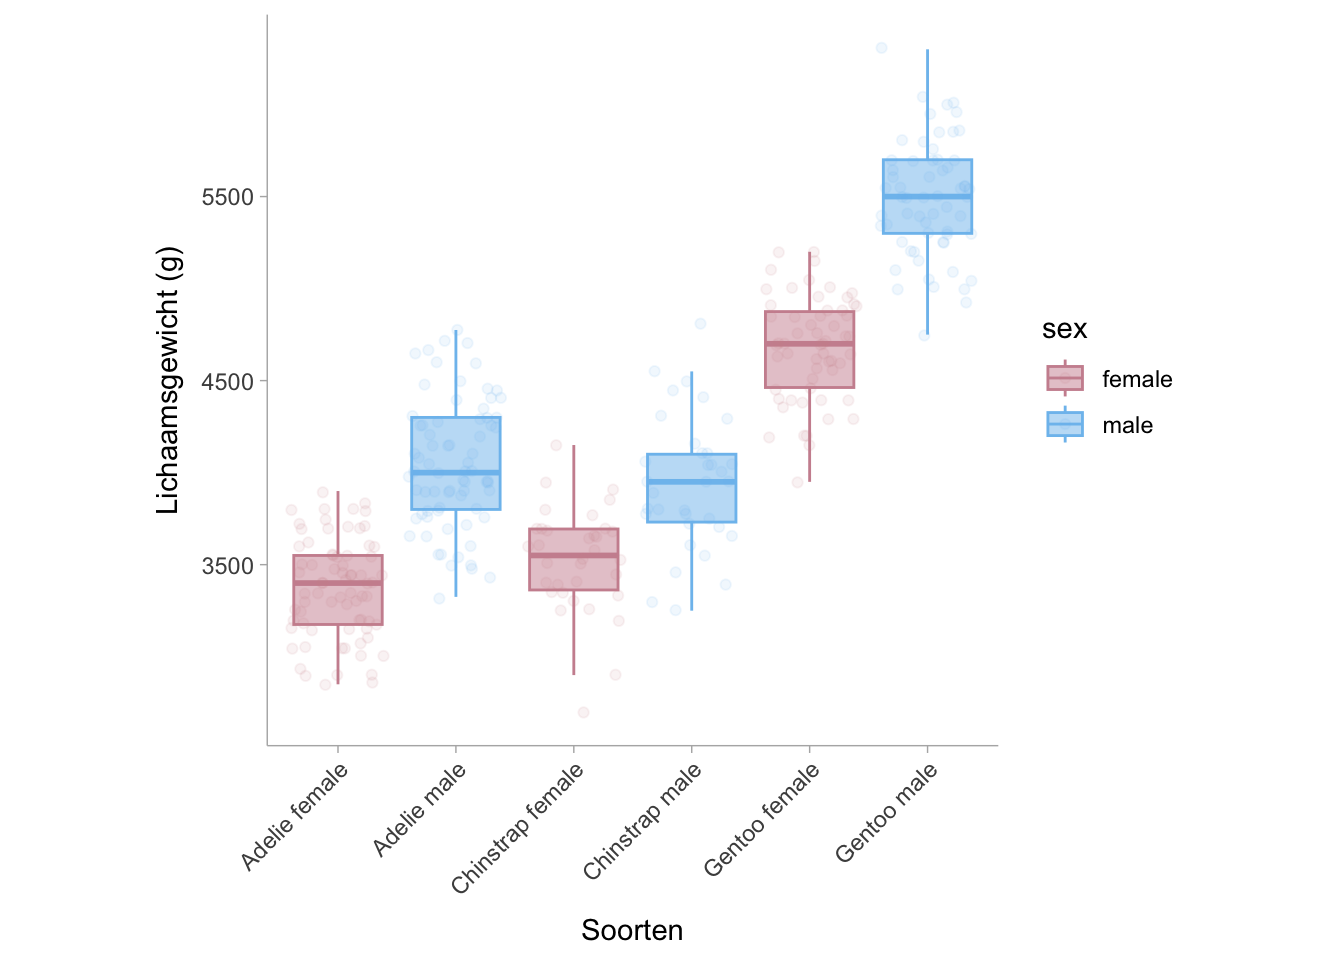 Lichaamsgewicht (g)
5500
4500
3500
Adelie female
Adelie male
Chinstrap female
Chinstrap male
Gentoo female
Gentoo male
Soorten
sex
female
male